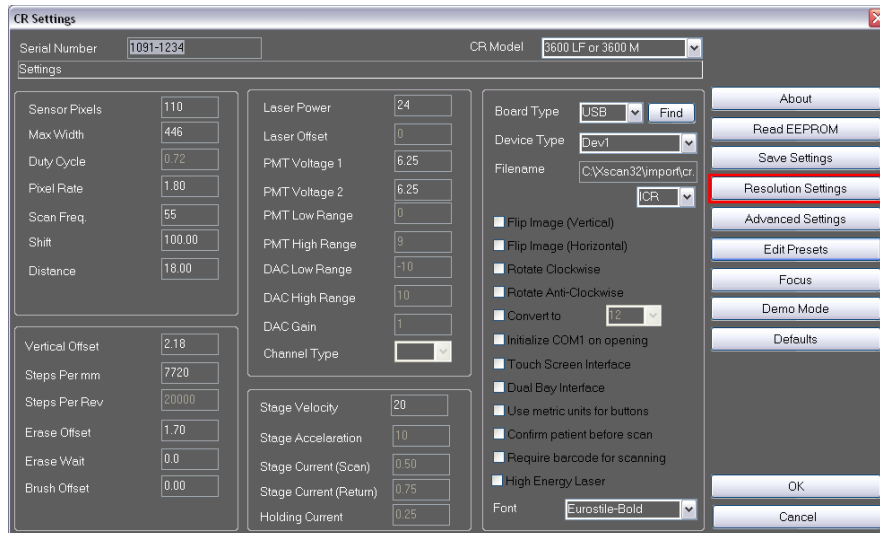 CR Settings
Serial Number 1091-1234 CR Model 3600 LF or 3600 M
Settings
Sensor Pixels 110
Max Width 446
Duty Cycle 0.72
Pixel Rate 1.80
Scan Freq. 55
Shift 100.00
Distance 18.00
Vertical Offset 2.18
Steps Per mm 7720
Steps Per Rev 20000
Erase Offset 1.70
Erase Wait 0.0
Brush Offset 0.00
Laser Power 24
Laser Offset 0
PMT Voltage 1 6.25
PMT Voltage 2 6.25
PMT Low Range 0
PMT High Range 9
DAC Low Range -10
DAC High Range 10
DAC Gain 1
Channel Type
Stage Velocity 20
Stage Accelaration 10
Stage Current (Scan) 0.50
Stage Current (Return) 0.75
Holding Current 0.25
Board Type USB Find
Device Type Dev1
Filename C:\Xscan32\import\cr.
ICR
Flip Image (Vertical)
Flip Image (Horizontal)
Rotate Clockwise
Rotate Anti-Clockwise
Convert to 12
Initialize COM1 on opening
Touch Screen Interface
Dual Bay Interface
Use metric units for buttons
Confirm patient before scan
Require barcode for scanning
High Energy Laser
Font Eurostile-Bold
About
Read EEPROM
Save Settings
Resolution Settings
Advanced Settings
Edit Presets
Focus
Demo Mode
Defaults
OK
Cancel